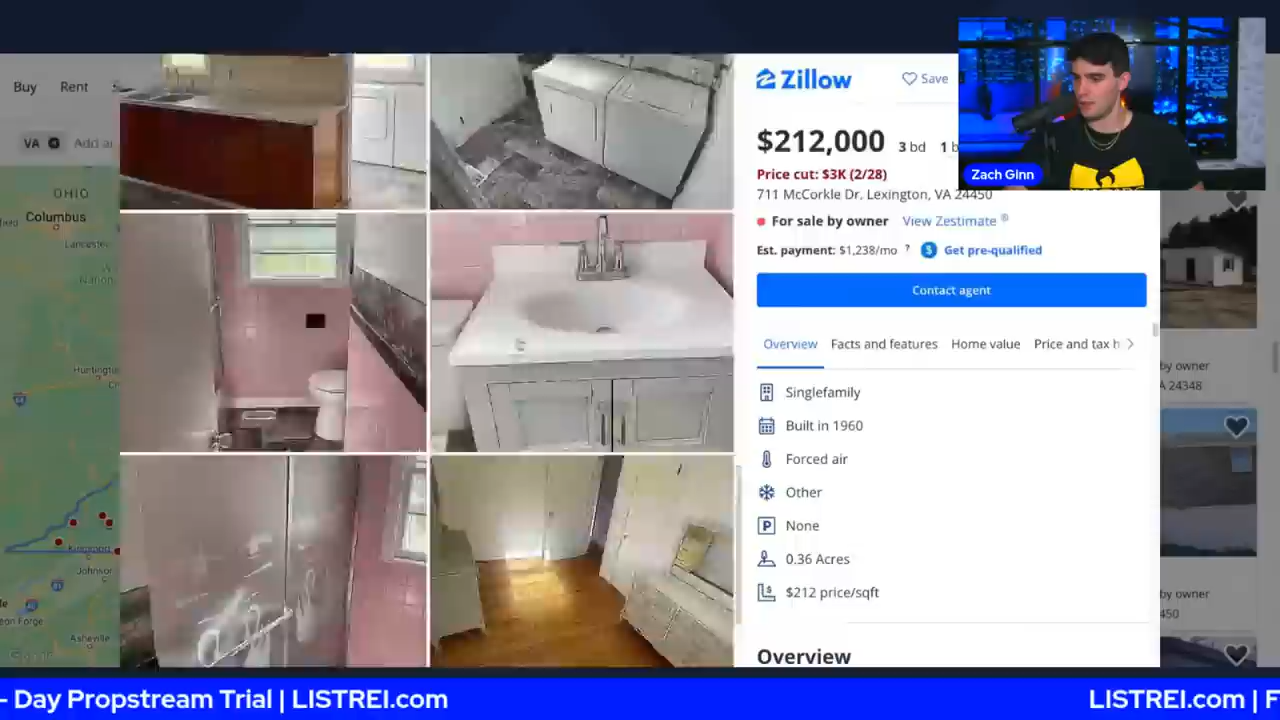 Buy Rent
VA
Add a
OHIO
Columbus
Lancaster
Asheville
Google
Zillow
Save
$212,000 3 bd 1 b
Price cut: $3K (2/28)
711 McCorkle Dr, Lexington, VA 24450
For sale by owner View Zestimate ®
Est. payment: $1,238/mo ? $ Get pre-qualified
Contact agent
Overview Facts and features Home value Price and tax h
Singlefamily
Built in 1960
Forced air
Other
P None
0.36 Acres
$212 price/sqft
Overview
Zach Ginn
by owner
A 24348
by owner
450
- Day Propstream Trial | LISTREI.com
LISTREI.com | F